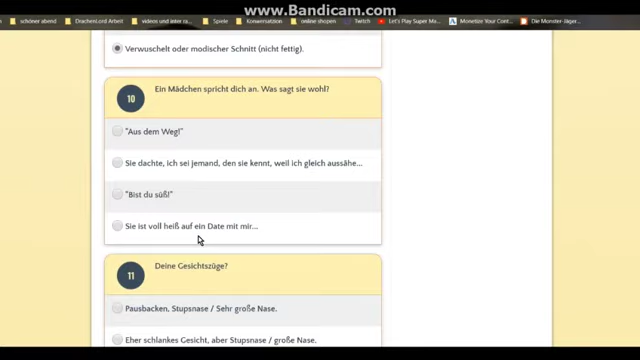 www.Bandicam.com
schöner abend
DrachenLord Arbeit
videos und inter ra
Spiele
Konversatzion
online shopen
Twitch
Let's Play Super Ma...
Monetize Your Cont...
Die Monster-Jäger...
Verwuschelt oder modischer Schnitt (nicht fettig).
10
Ein Mädchen spricht dich an. Was sagt sie wohl?
"Aus dem Weg!"
Sie dachte, ich sei jemand, den sie kennt, weil ich gleich aussähe...
"Bist du süß!"
Sie ist voll heiß auf ein Date mit mir...
11
Deine Gesichtszüge?
Pausbacken, Stupsnase / Sehr große Nase.
Eher schlankes Gesicht, aber Stupsnase / große Nase.